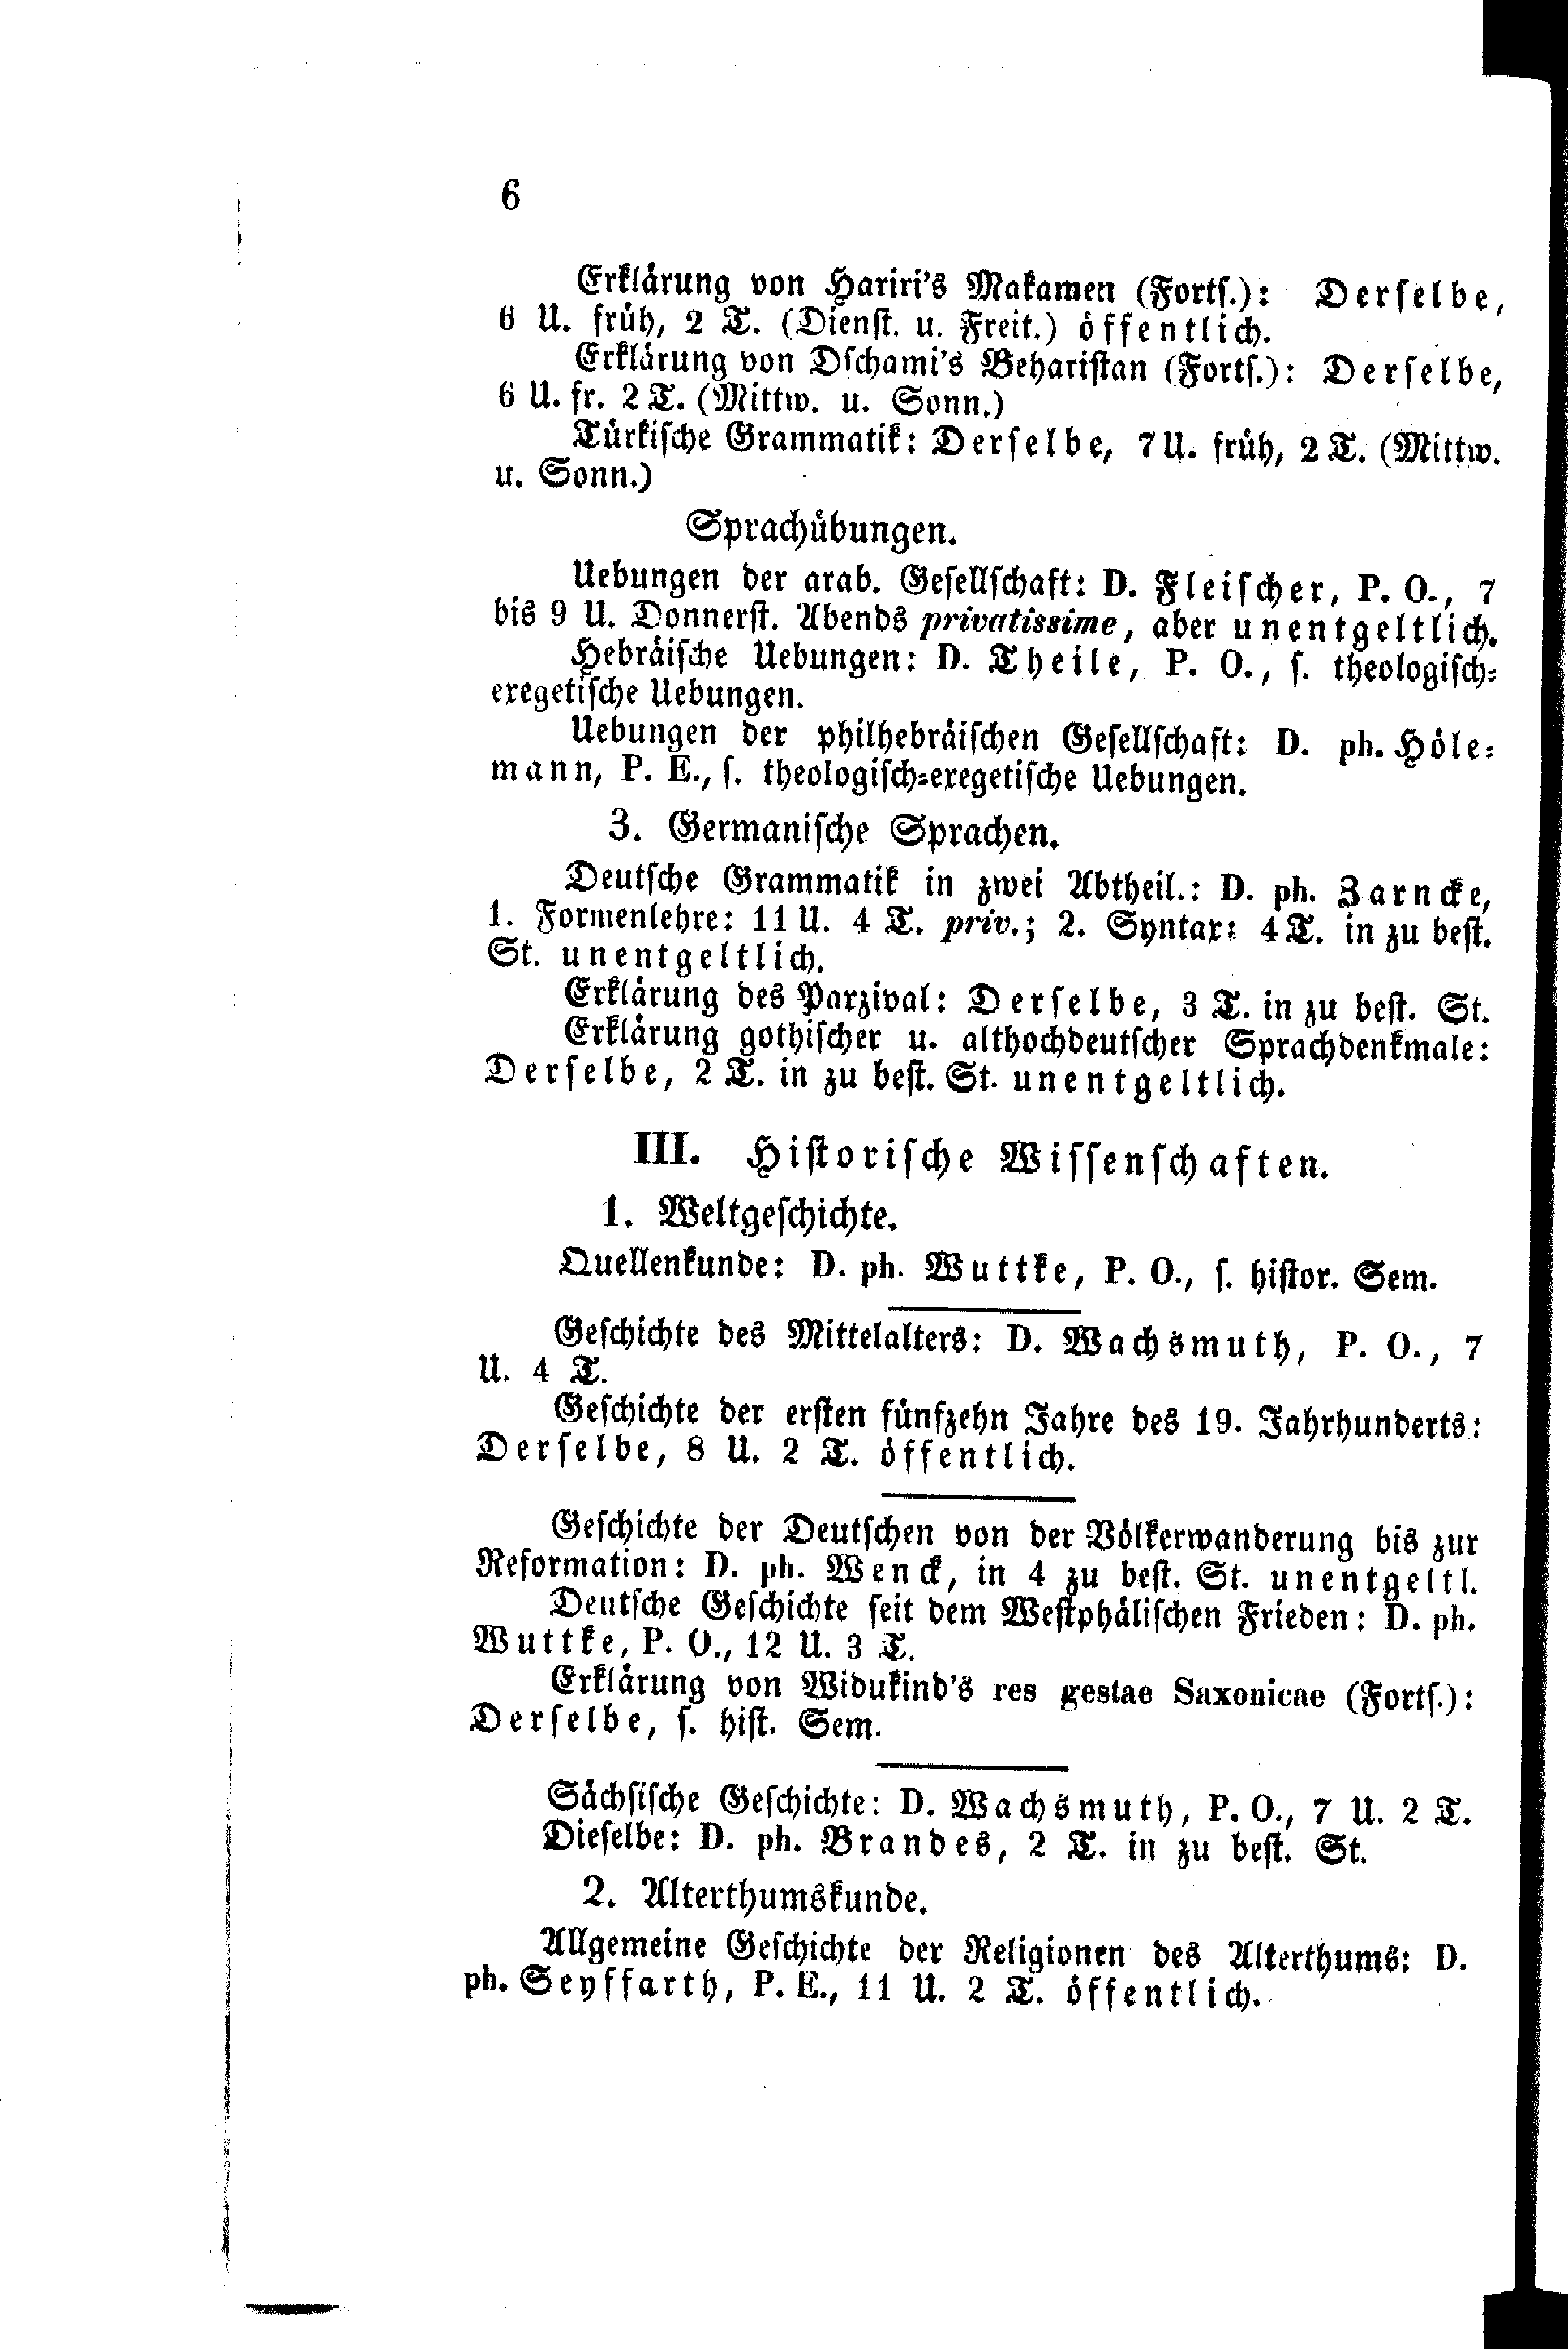 6
Erklärung von Hariri's Makamen (Forts.): Derselbe,
6 U. früh, 2 T. (Dienst. u. Freit.) öffentlich.
Erklärung von Dschami's Beharistan (Forts.): Derselbe,
6 U. fr. 2 T. (Mittw. u. Sonn.)
Türkische Grammatik: Derselbe, 7 U. früh, 2 T. (Mittw.
u. Sonn.)
Sprachübungen.
Uebungen der arab. Gesellschaft: D. Fleischer, P. O., 7
bis 9 U. Donnerst. Abends privatissime, aber unentgeltlich.
Hebräische Uebungen: D. Theile, P. O., s. theologisch-
exegetische Uebungen.
Uebungen der philhebräischen Gesellschaft: D. ph. Höle-
mann, P. E., s. theologisch-exegetische Uebungen.
3. Germanische Sprachen.
Deutsche Grammatik in zwei Abtheil.: D. ph. Zarncke,
1. Formenlehre: 11 U. 4 T. priv.; 2. Syntax: 4 T. in zu best.
St. unentgeltlich.
Erklärung des Parzival: Derselbe, 3 T. in zu best. St.
Erklärung gothischer u. althochdeutscher Sprachdenkmale:
Derselbe, 2 T. in zu best. St. unentgeltlich.
III. Historische Wissenschaften.
1. Weltgeschichte.
Quellenkunde: D. ph. Wuttke, P. O., s. histor. Sem.
Geschichte des Mittelalters: D. Wachsmuth, P. O., 7
U. 4 T.
Geschichte der ersten fünfzehn Jahre des 19. Jahrhunderts:
Derselbe, 8 U. 2 T. öffentlich.
Geschichte der Deutschen von der Völkerwanderung bis zur
Reformation: D. ph. Wenck, in 4 zu best. St. unentgeltl.
Deutsche Geschichte seit dem Westphälischen Frieden: D. ph.
Wuttke, P. O., 12 U. 3 T.
Erklärung von Widukind's res gestae Saxonicae (Forts.):
Derselbe, s. hist. Sem.
Sächsische Geschichte: D. Wachsmuth, P. O., 7 U. 2 T.
Dieselbe: D. ph. Brandes, 2 T. in zu best. St.
2. Alterthumskunde.
Allgemeine Geschichte der Religionen des Alterthums: D.
ph. Seyffarth, P. E., 11 U. 2 T. öffentlich.